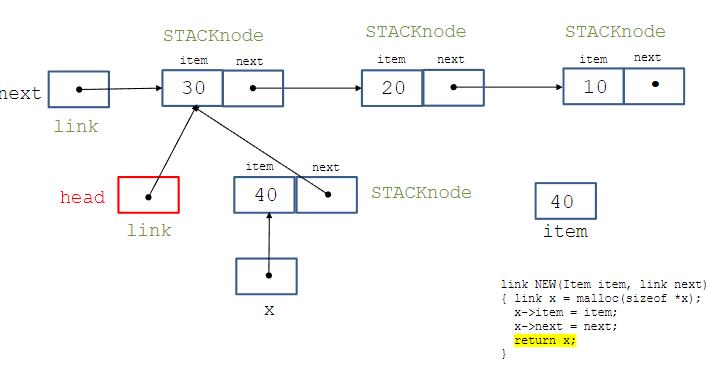 STACKnode
STACKnode
STACKnode
item next
item next
item next
next
30
20
10
link
item next
head
40
STACKnode
40
link
item
x
link NEW(Item item, link next)
{ link x = malloc(sizeof *x);
x->item = item;
x->next = next;
return x;
}